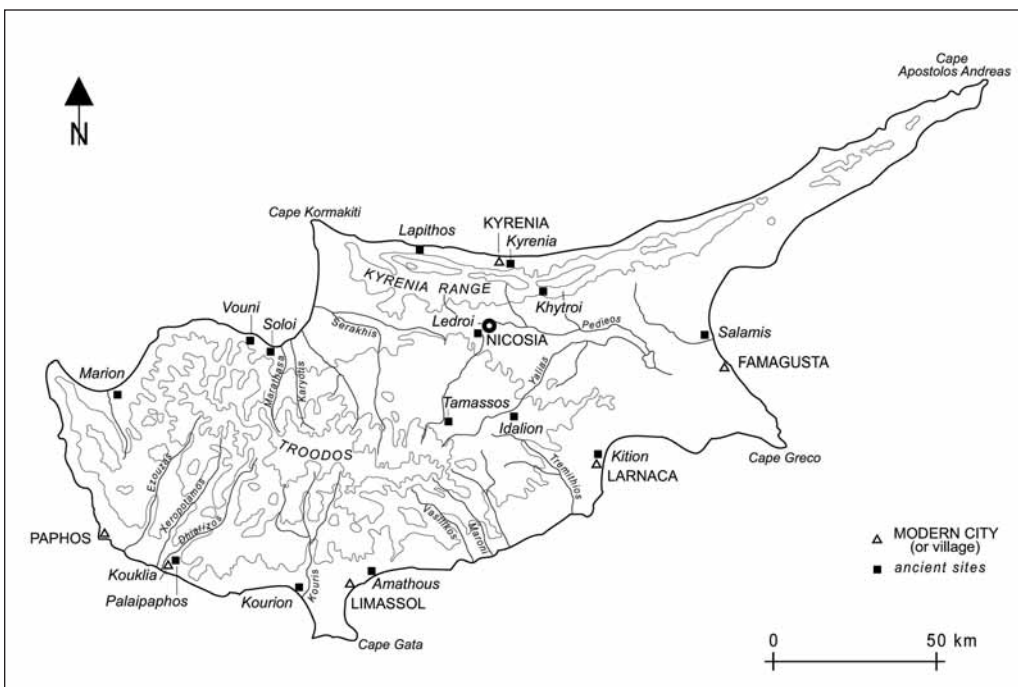 Cape
Apostolos Andreas
N
Cape Kormakiti
Lapithos
KYRENIA
Kyrenia
KYRENIA RANGE
Khytroi
Vouni
Soloi
Serakhis
Ledroi
NICOSIA
Pedieos
Salamis
FAMAGUSTA
Marion
Marathasa
Karyotis
Yalias
Tamassos
Idalion
TROODOS
Kition
LARNACA
Cape Greco
Tremithios
Ezouzas
Xeropotamos
Dhiarizos
Vasilikos
Maroni
PAPHOS
Kouklia
Palaipaphos
Kourion
Kouris
Amathous
LIMASSOL
Cape Gata
MODERN CITY
(or village)
ancient sites
0
50 km